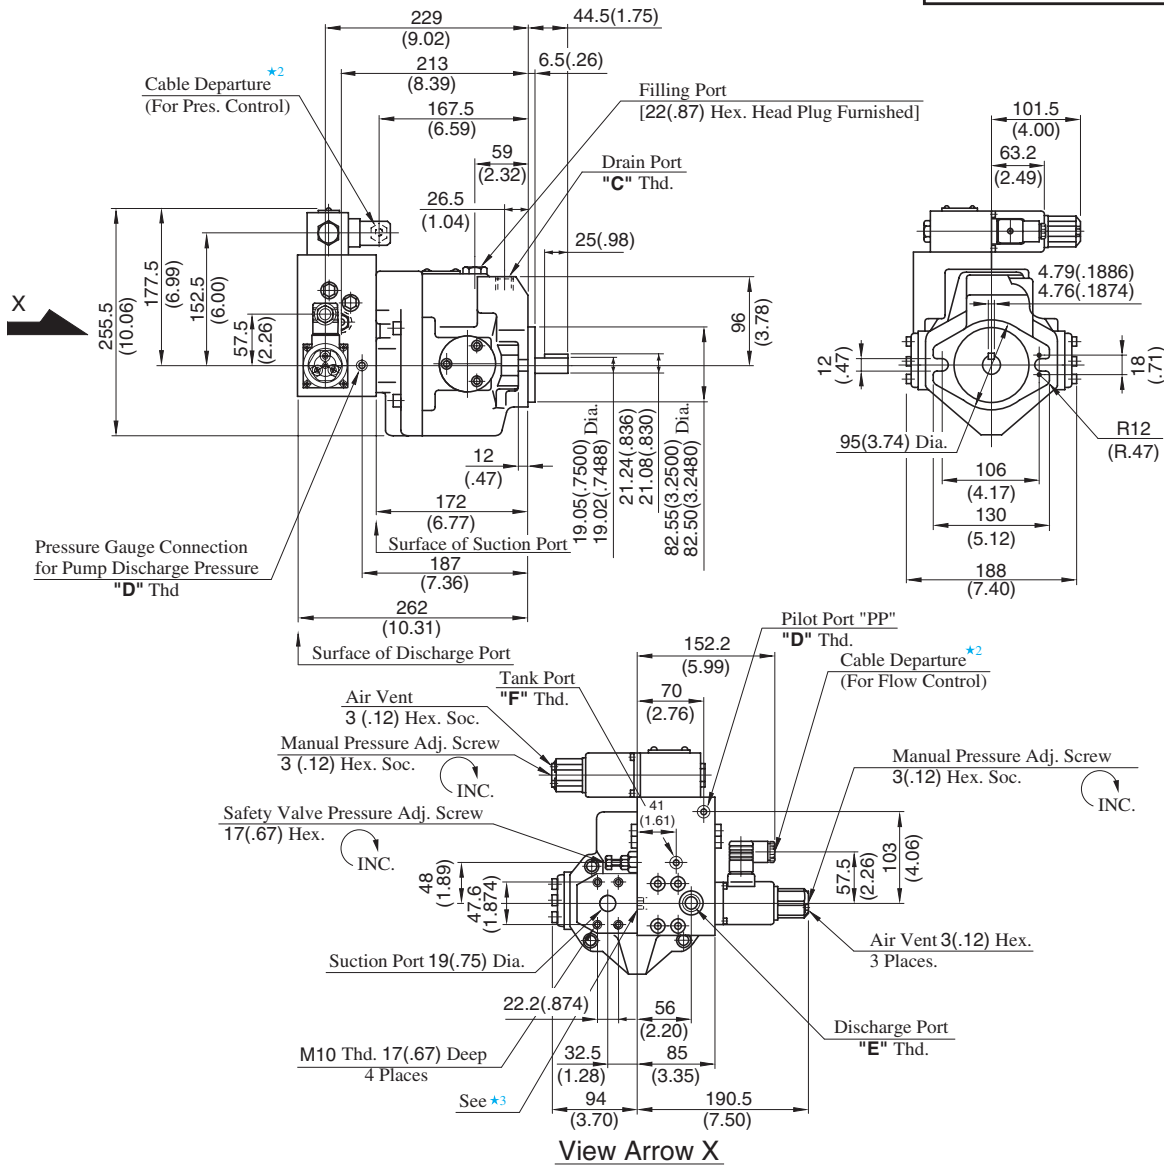 229
(9.02)
44.5(1.75)
213
(8.39)
6.5(.26)
Cable Departure★2
(For Pres. Control)
167.5
(6.59)
Filling Port
[22(.87) Hex. Head Plug Furnished]
101.5
(4.00)
63.2
(2.49)
59
(2.32)
Drain Port
"C" Thd.
26.5
(1.04)
25(.98)
X
255.5
(10.06)
177.5
(6.99)
152.5
(6.00)
57.5
(2.26)
96
(3.78)
4.79(.1886)
4.76(.1874)
12
(.47)
18
(.71)
95(3.74) Dia.
R12
(R.47)
106
(4.17)
130
(5.12)
188
(7.40)
12
(.47)
172
(6.77)
19.05(.7500) Dia.
19.02(.7488)
21.24(.836)
21.08(.830)
82.55(3.2500) Dia.
82.50(3.2480)
Surface of Suction Port
Pressure Gauge Connection
for Pump Discharge Pressure
"D" Thd
187
(7.36)
262
(10.31)
Surface of Discharge Port
Pilot Port "PP"
"D" Thd.
152.2
(5.99)
Cable Departure★2
(For Flow Control)
Tank Port
"F" Thd.
70
(2.76)
Air Vent
3 (.12) Hex. Soc.
Manual Pressure Adj. Screw
3 (.12) Hex. Soc.
INC.
Manual Pressure Adj. Screw
3(.12) Hex. Soc.
INC.
Safety Valve Pressure Adj. Screw
17(.67) Hex.
INC.
41
(1.61)
48
(1.89)
47.6
(1.874)
57.5
(2.26)
103
(4.06)
Suction Port 19(.75) Dia.
Air Vent 3(.12) Hex.
3 Places.
22.2(.874)
56
(2.20)
Discharge Port
"E" Thd.
M10 Thd. 17(.67) Deep
4 Places
32.5
(1.28)
85
(3.35)
See ★3
94
(3.70)
190.5
(7.50)
View Arrow X